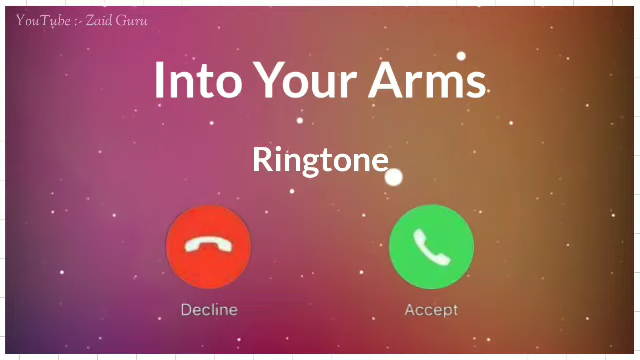 YouTube :- Zaid Guru
Into Your Arms
Ringtone
Decline
Accept